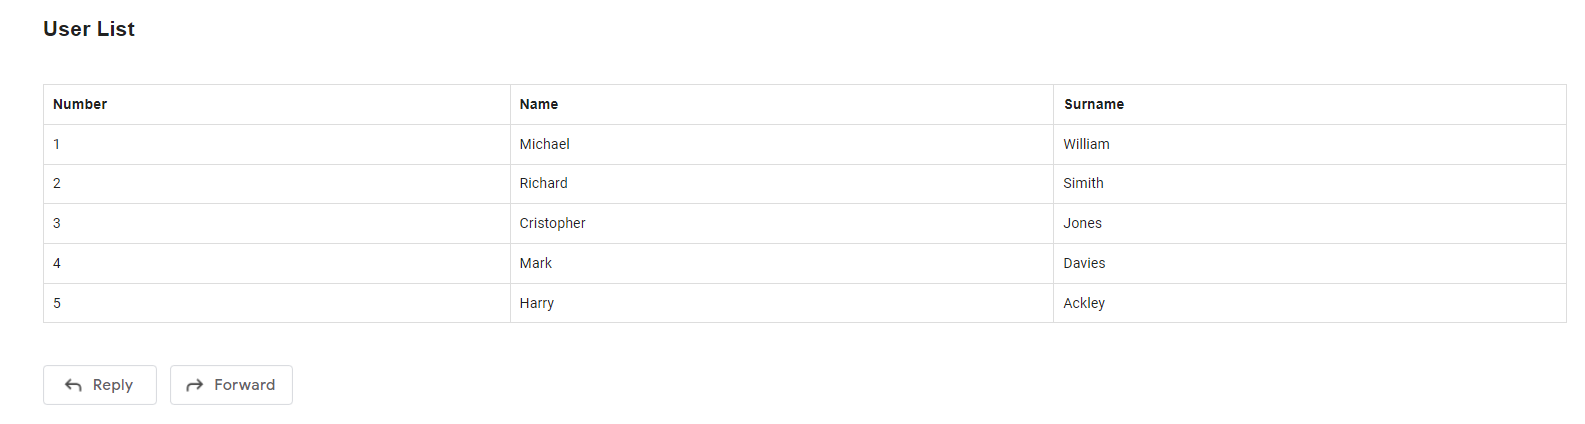 User List
Number Name Surname
1 Michael William
2 Richard Simith
3 Cristopher Jones
4 Mark Davies
5 Harry Ackley
Reply Forward